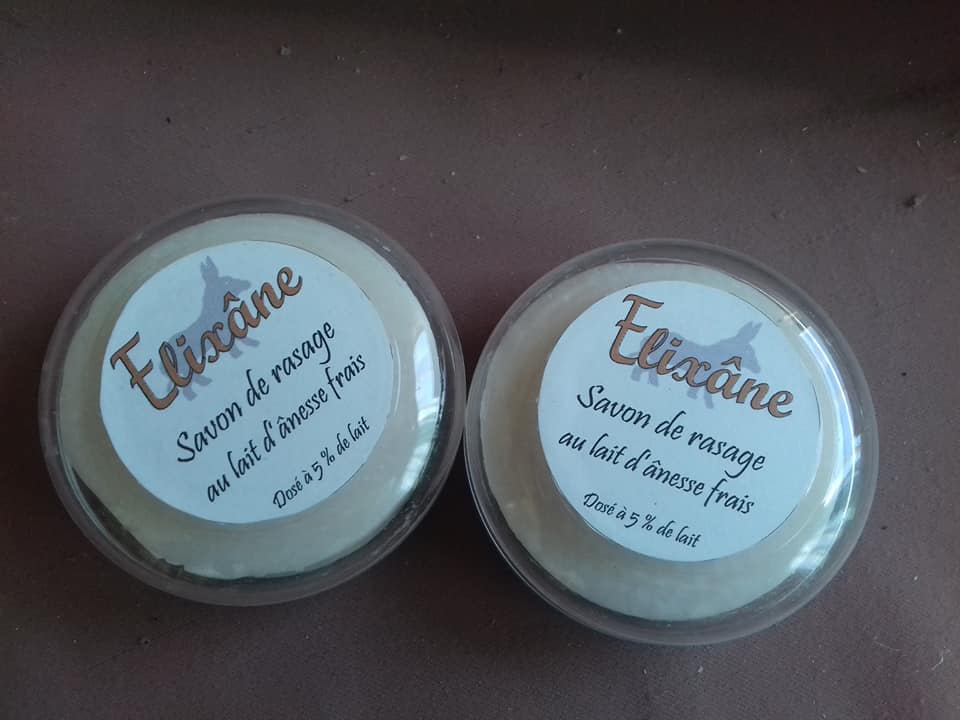 Elixâne
Savon de rasage
au lait d'ânesse frais
Dosé à 5 % de lait
Elixâne
Savon de rasage
au lait d'ânesse frais
Dosé à 5 % de lait